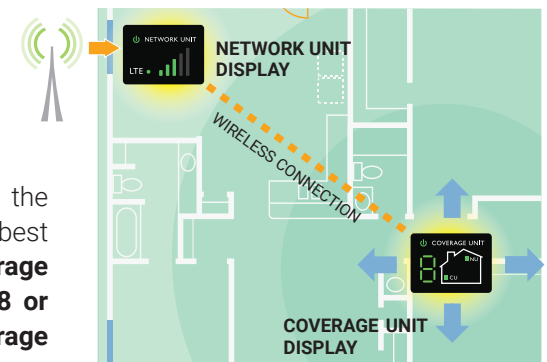 NETWORK UNIT
LTE
NETWORK UNIT
DISPLAY
WIRELESS CONNECTION
the
best
rage
8 or
rage
COVERAGE UNIT
8
NU
CU
COVERAGE UNIT
DISPLAY